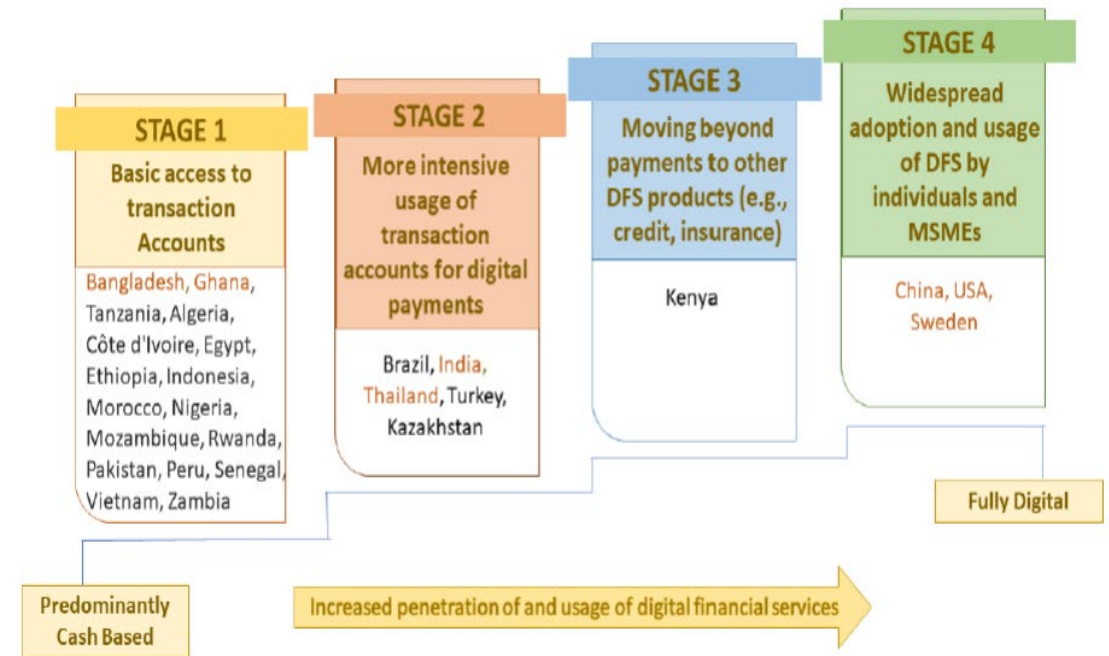 STAGE 1
Basic access to
transaction
Accounts
Bangladesh, Ghana,
Tanzania, Algeria,
Côte d'Ivoire, Egypt,
Ethiopia, Indonesia,
Morocco, Nigeria,
Mozambique, Rwanda,
Pakistan, Peru, Senegal,
Vietnam, Zambia
STAGE 2
More intensive
usage of
transaction
accounts for digital
payments
Brazil, India,
Thailand, Turkey,
Kazakhstan
STAGE 3
Moving beyond
payments to other
DFS products (e.g.,
credit, insurance)
Kenya
STAGE 4
Widespread
adoption and usage
of DFS by
individuals and
MSMEs
China, USA,
Sweden
Fully Digital
Predominantly
Cash Based
Increased penetration of and usage of digital financial services